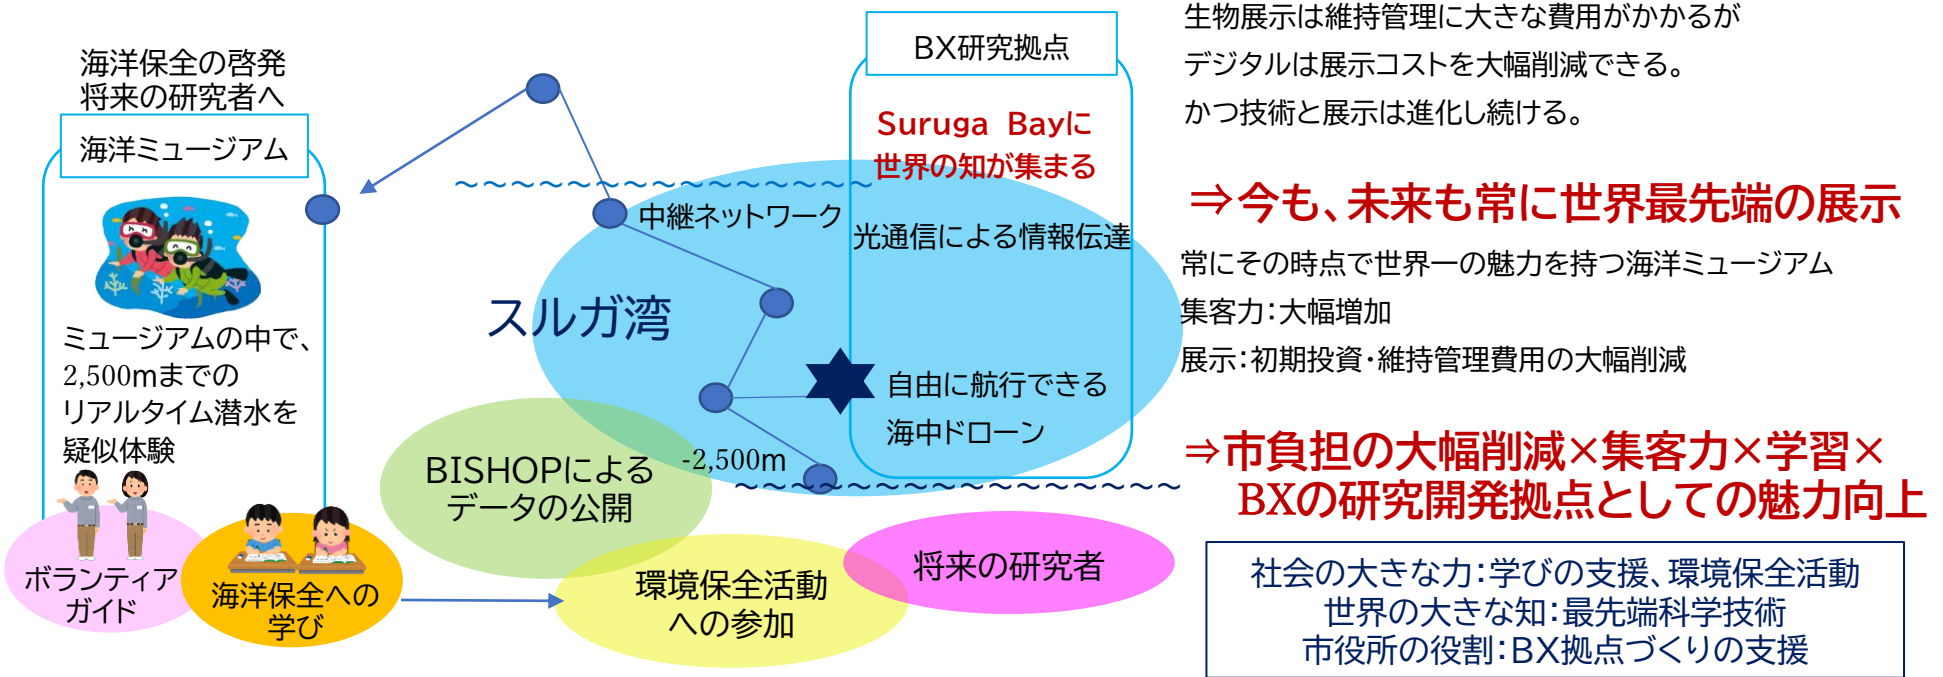 海洋保全の啓発
将来の研究者へ
海洋ミュージアム
ミュージアムの中で、
2,500mまでの
リアルタイム潜水を
疑似体験
ボランティア
ガイド
海洋保全への
学び
BISHOPによる
データの公開
環境保全活動
への参加
将来の研究者
スルガ湾
中継ネットワーク
-2,500m
BX研究拠点
Suruga Bayに
世界の知が集まる
光通信による情報伝達
自由に航行できる
海中ドローン
生物展示は維持管理に大きな費用がかかるが
デジタルは展示コストを大幅削減できる。
かつ技術と展示は進化し続ける。
⇒今も、未来も常に世界最先端の展示
常にその時点で世界一の魅力を持つ海洋ミュージアム
集客力：大幅増加
展示：初期投資・維持管理費用の大幅削減
⇒市負担の大幅削減×集客力×学習×
BXの研究開発拠点としての魅力向上
社会の大きな力：学びの支援、環境保全活動
世界の大きな知：最先端科学技術
市役所の役割：BX拠点づくりの支援